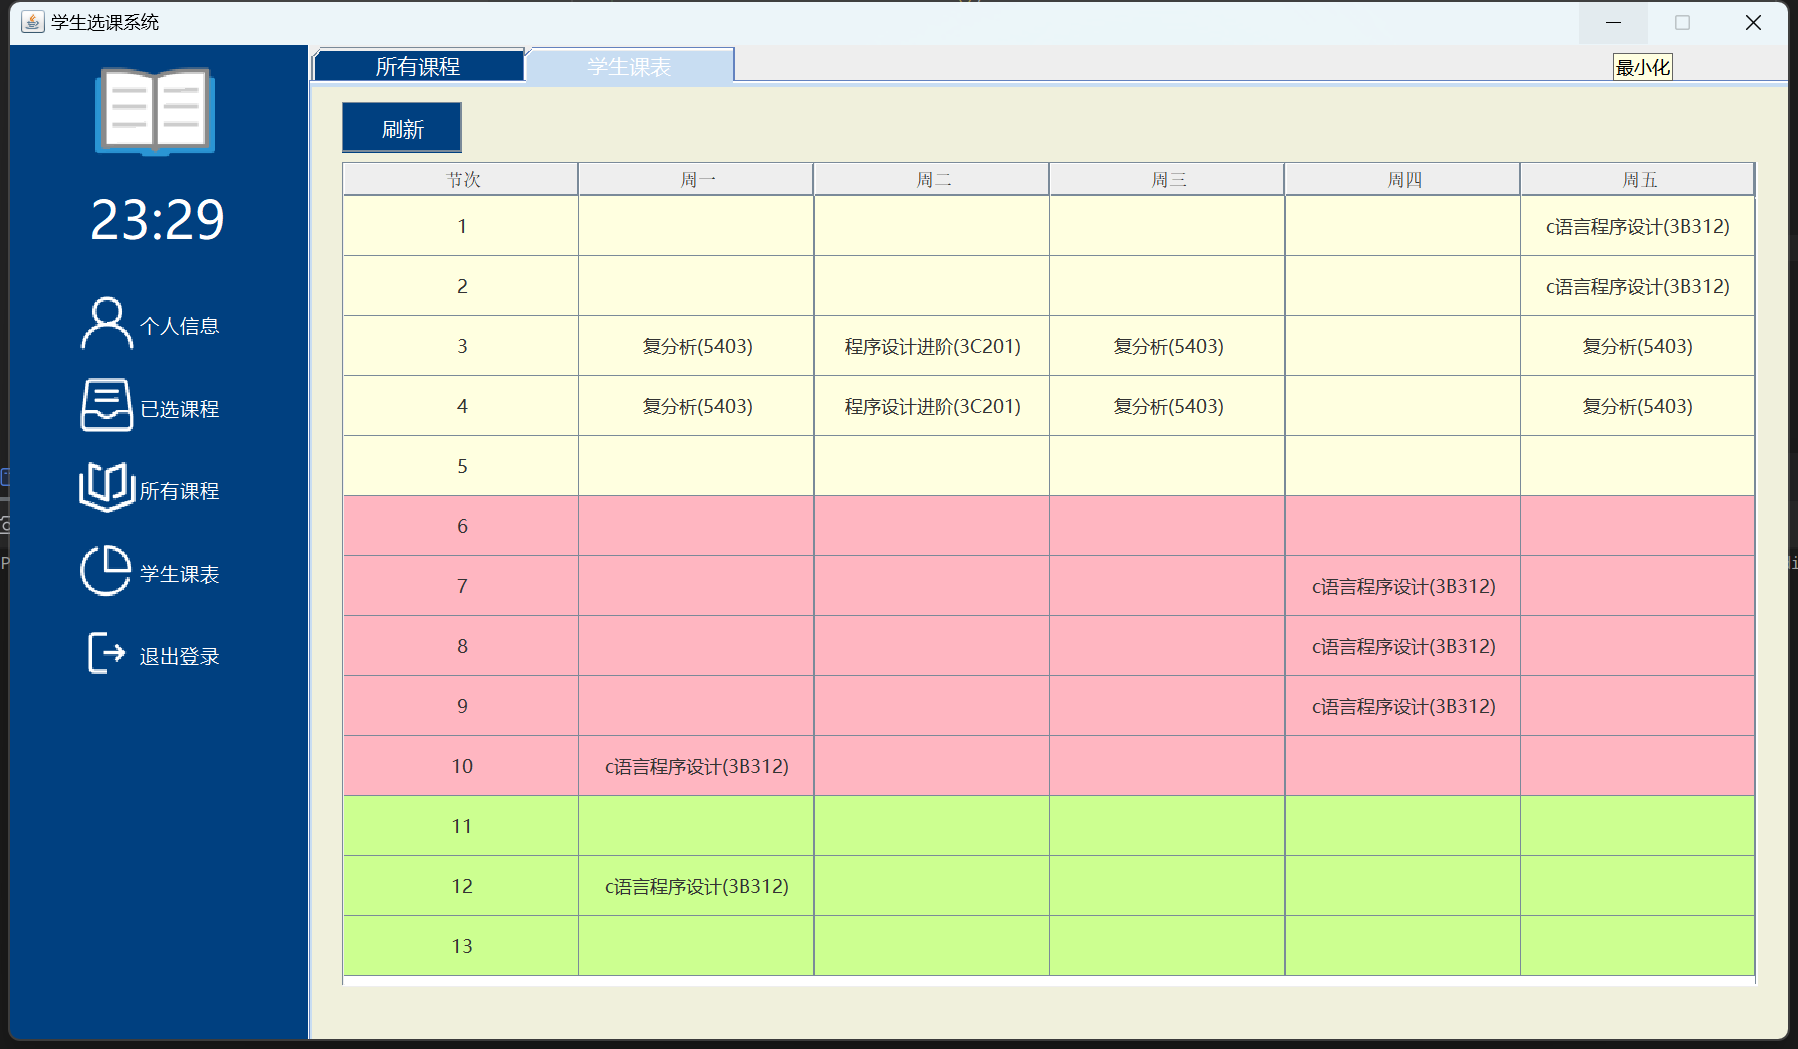 学生选课系统
所有课程 学生课表
最小化
23:29
个人信息
已选课程
所有课程
学生课表
退出登录
刷新
节次 周一 周二 周三 周四 周五
1 c语言程序设计(3B312)
2 c语言程序设计(3B312)
3 复分析(5403) 程序设计进阶(3C201) 复分析(5403) 复分析(5403)
4 复分析(5403) 程序设计进阶(3C201) 复分析(5403) 复分析(5403)
5
6
7 c语言程序设计(3B312)
8 c语言程序设计(3B312)
9 c语言程序设计(3B312)
10 c语言程序设计(3B312)
11
12 c语言程序设计(3B312)
13